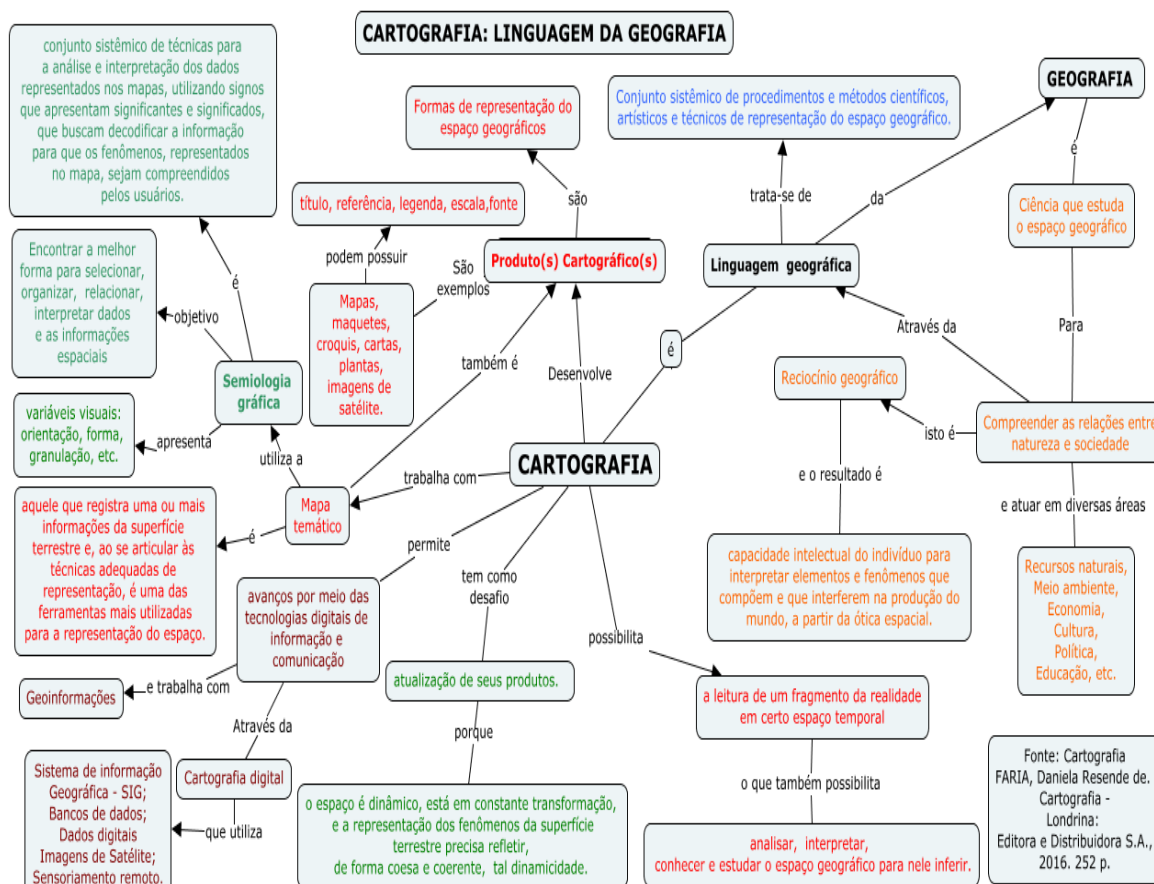 CARTOGRAFIA: LINGUAGEM DA GEOGRAFIA
conjunto sistêmico de técnicas para
a análise e interpretação dos dados
representados nos mapas, utilizando signos
que apresentam significantes e significados,
que buscam decodificar a informação
para que os fenômenos, representados
no mapa, sejam compreendidos
pelos usuários.
Formas de representação do
espaço geográficos
Conjunto sistêmico de procedimentos e métodos científicos,
artísticos e técnicos de representação do espaço geográfico.
GEOGRAFIA
é
são
trata-se de
da
Ciência que estuda
o espaço geográfico
título, referência, legenda, escala,fonte
podem possuir
Produto(s) Cartográfico(s)
São
exemplos
Linguagem geográfica
Encontrar a melhor
forma para selecionar,
organizar, relacionar,
interpretar dados
e as informações
espaciais
é
objetivo
Mapas,
maquetes,
croquis, cartas,
plantas,
imagens de
satélite.
também é
Desenvolve
é
Através da
Para
Semiologia
gráfica
Reciocínio geográfico
isto é
Compreender as relações entre
natureza e sociedade
variáveis visuais:
orientação, forma,
granulação, etc.
apresenta
utiliza a
CARTOGRAFIA
trabalha com
Mapa
temático
é
aquele que registra uma ou mais
informações da superfície
terrestre e, ao se articular às
técnicas adequadas de
representação, é uma das
ferramentas mais utilizadas
para a representação do espaço.
permite
tem como
desafio
possibilita
e o resultado é
e atuar em diversas áreas
capacidade intelectual do indivíduo para
interpretar elementos e fenômenos que
compõem e que interferem na produção do
mundo, a partir da ótica espacial.
Recursos naturais,
Meio ambiente,
Economia,
Cultura,
Política,
Educação, etc.
avanços por meio das
tecnologias digitais de
informação e
comunicação
e trabalha com
Geoinformações
Através da
Cartografia digital
que utiliza
Sistema de informação
Geográfica - SIG;
Bancos de dados;
Dados digitais
Imagens de Satélite;
Sensoriamento remoto.
atualização de seus produtos.
porque
o espaço é dinâmico, está em constante transformação,
e a representação dos fenômenos da superfície
terrestre precisa refletir,
de forma coesa e coerente, tal dinamicidade.
a leitura de um fragmento da realidade
em certo espaço temporal
o que também possibilita
analisar, interpretar,
conhecer e estudar o espaço geográfico para nele inferir.
Fonte: Cartografia
FARIA, Daniela Resende de.
Cartografia -
Londrina:
Editora e Distribuidora S.A.,
2016. 252 p.